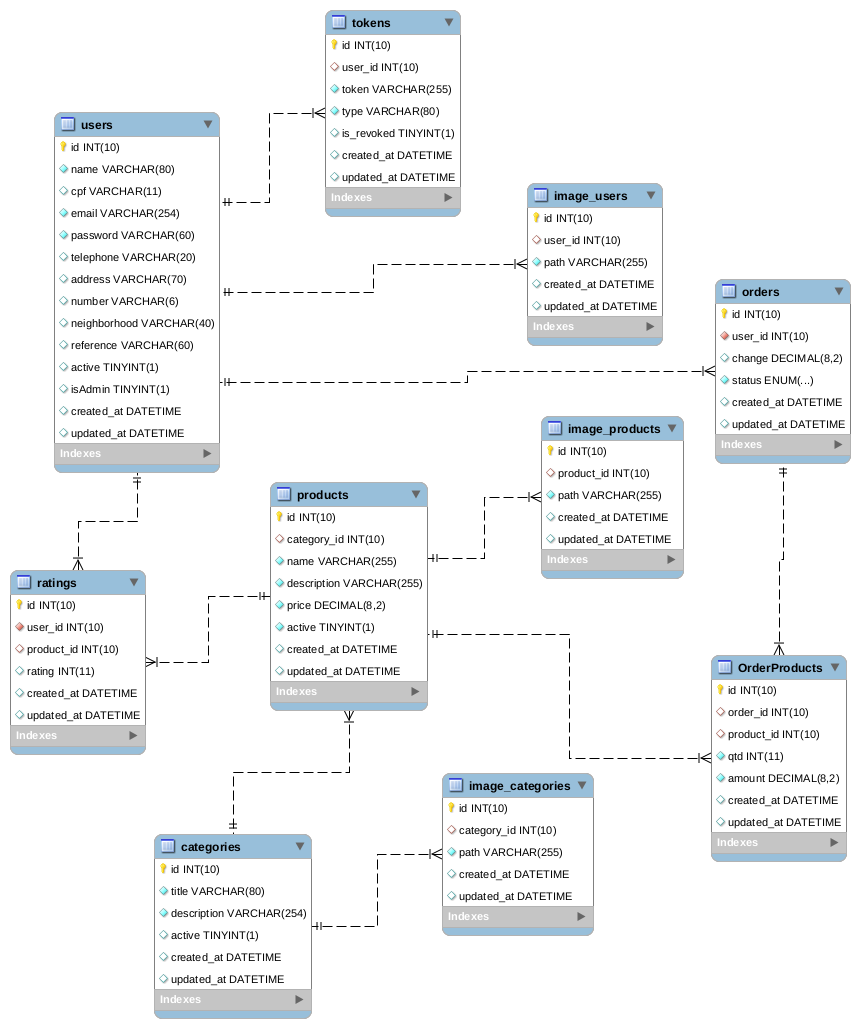 tokens
id INT(10)
user_id INT(10)
token VARCHAR(255)
type VARCHAR(80)
is_revoked TINYINT(1)
created_at DATETIME
updated_at DATETIME
Indexes
users
id INT(10)
name VARCHAR(80)
cpf VARCHAR(11)
email VARCHAR(254)
password VARCHAR(60)
telephone VARCHAR(20)
address VARCHAR(70)
number VARCHAR(6)
neighborhood VARCHAR(40)
reference VARCHAR(60)
active TINYINT(1)
isAdmin TINYINT(1)
created_at DATETIME
updated_at DATETIME
Indexes
image_users
id INT(10)
user_id INT(10)
path VARCHAR(255)
created_at DATETIME
updated_at DATETIME
Indexes
orders
id INT(10)
user_id INT(10)
change DECIMAL(8,2)
status ENUM(...)
created_at DATETIME
updated_at DATETIME
Indexes
image_products
id INT(10)
product_id INT(10)
path VARCHAR(255)
created_at DATETIME
updated_at DATETIME
Indexes
products
id INT(10)
category_id INT(10)
name VARCHAR(255)
description VARCHAR(255)
price DECIMAL(8,2)
active TINYINT(1)
created_at DATETIME
updated_at DATETIME
Indexes
ratings
id INT(10)
user_id INT(10)
product_id INT(10)
rating INT(11)
created_at DATETIME
updated_at DATETIME
Indexes
OrderProducts
id INT(10)
order_id INT(10)
product_id INT(10)
qtd INT(11)
amount DECIMAL(8,2)
created_at DATETIME
updated_at DATETIME
Indexes
image_categories
id INT(10)
category_id INT(10)
path VARCHAR(255)
created_at DATETIME
updated_at DATETIME
Indexes
categories
id INT(10)
title VARCHAR(80)
description VARCHAR(254)
active TINYINT(1)
created_at DATETIME
updated_at DATETIME
Indexes